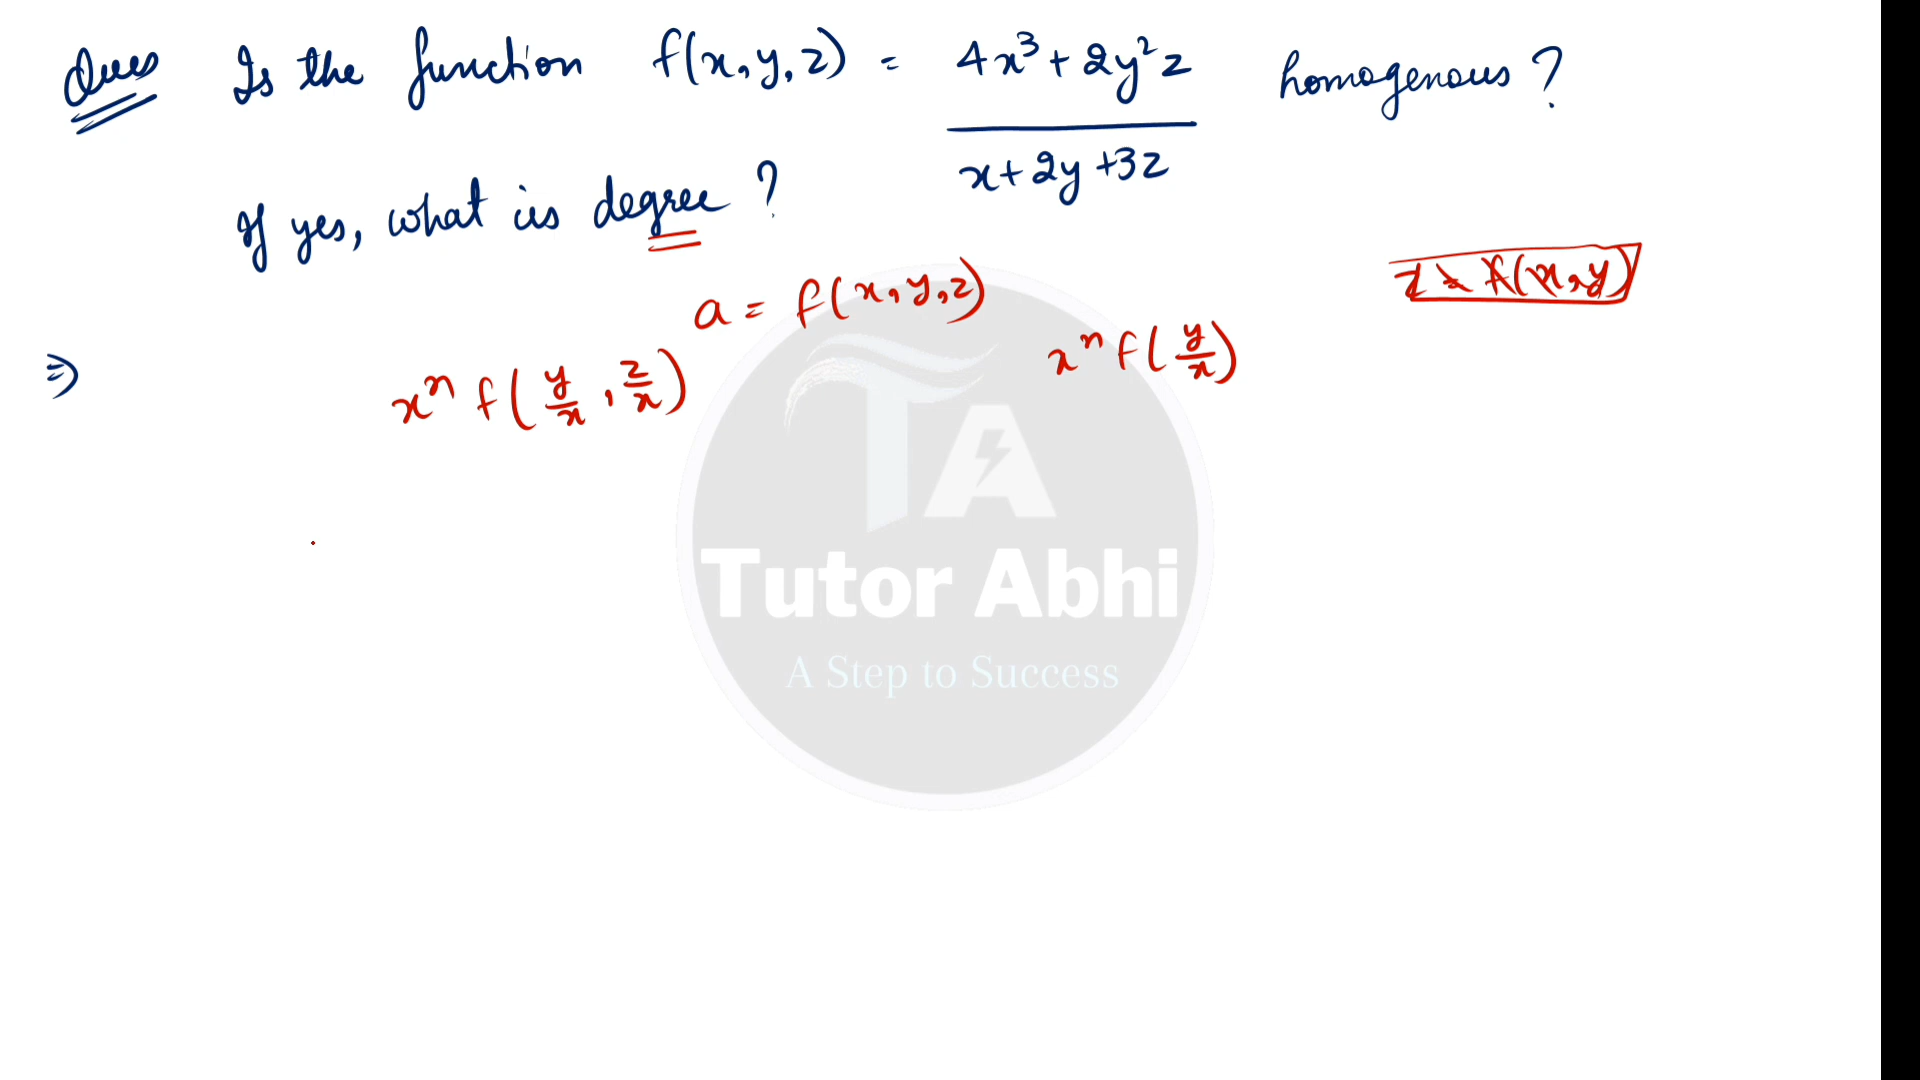 Ques Is the function f(x,y,z) = (4x³ + 2y²z)/(x + 2y + 3z) homogenous ?
If yes, what is degree ?
z = f(x,y)
a = f(x,y,z)
⇒ xⁿ f(y/x , z/x) xⁿ f(y/x)
TA
Tutor Abhi
A Step to Success